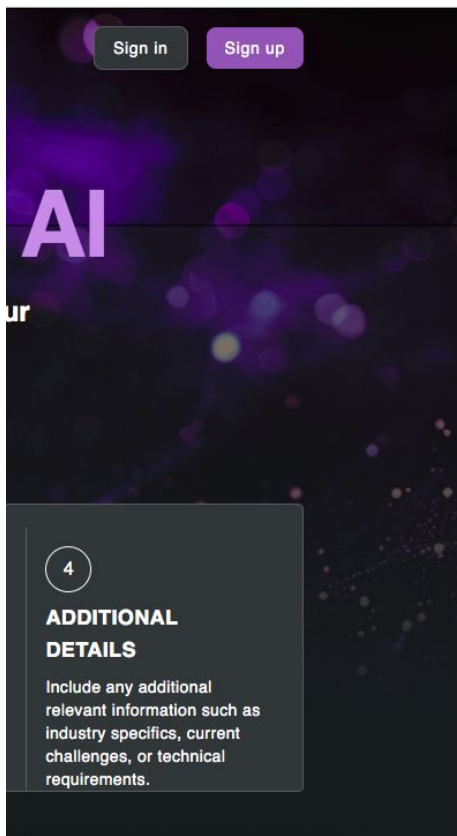 Sign in
Sign up
AI
ur
4
ADDITIONAL
DETAILS
Include any additional
relevant information such as
industry specifics, current
challenges, or technical
requirements.